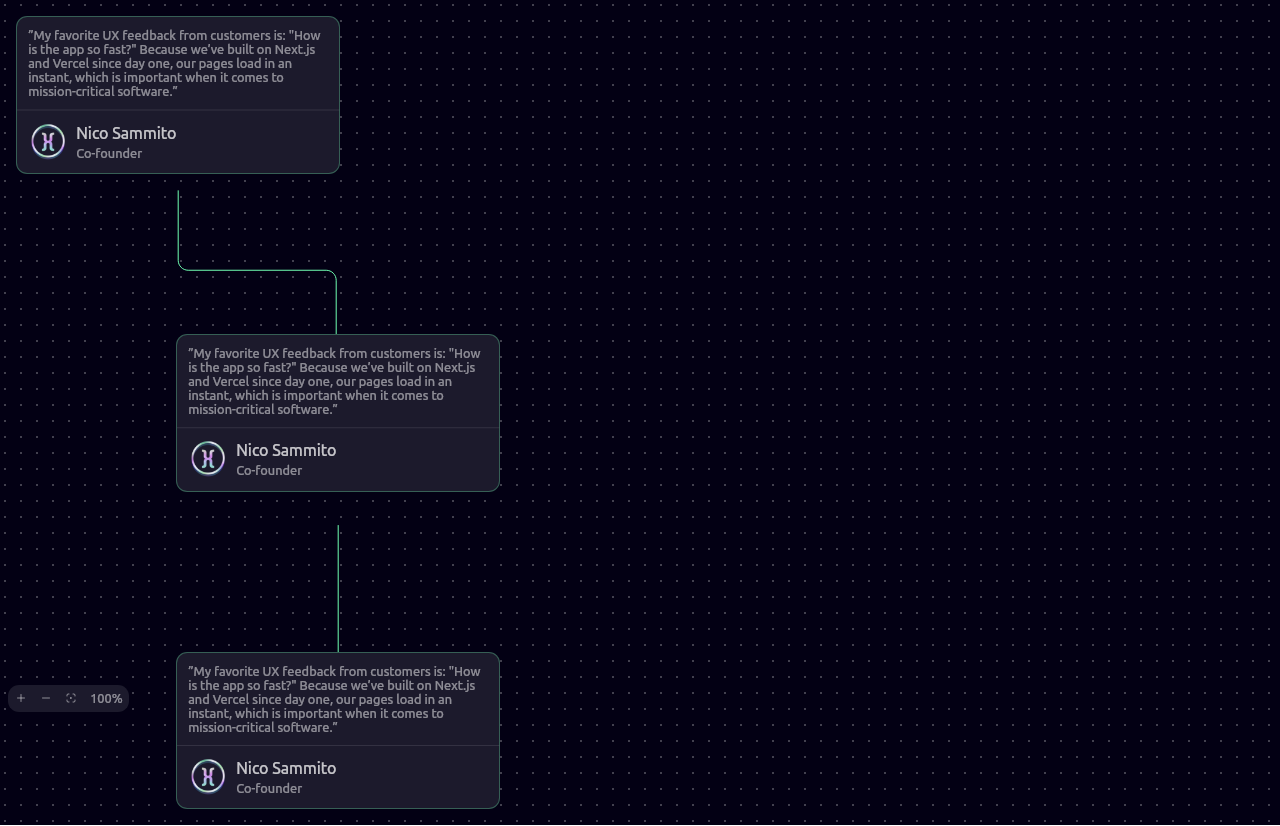 "My favorite UX feedback from customers is: "How
is the app so fast?" Because we've built on Next.js
and Vercel since day one, our pages load in an
instant, which is important when it comes to
mission-critical software."
Nico Sammito
Co-founder
"My favorite UX feedback from customers is: "How
is the app so fast?" Because we've built on Next.js
and Vercel since day one, our pages load in an
instant, which is important when it comes to
mission-critical software."
Nico Sammito
Co-founder
"My favorite UX feedback from customers is: "How
is the app so fast?" Because we've built on Next.js
and Vercel since day one, our pages load in an
instant, which is important when it comes to
mission-critical software."
100%
Nico Sammito
Co-founder